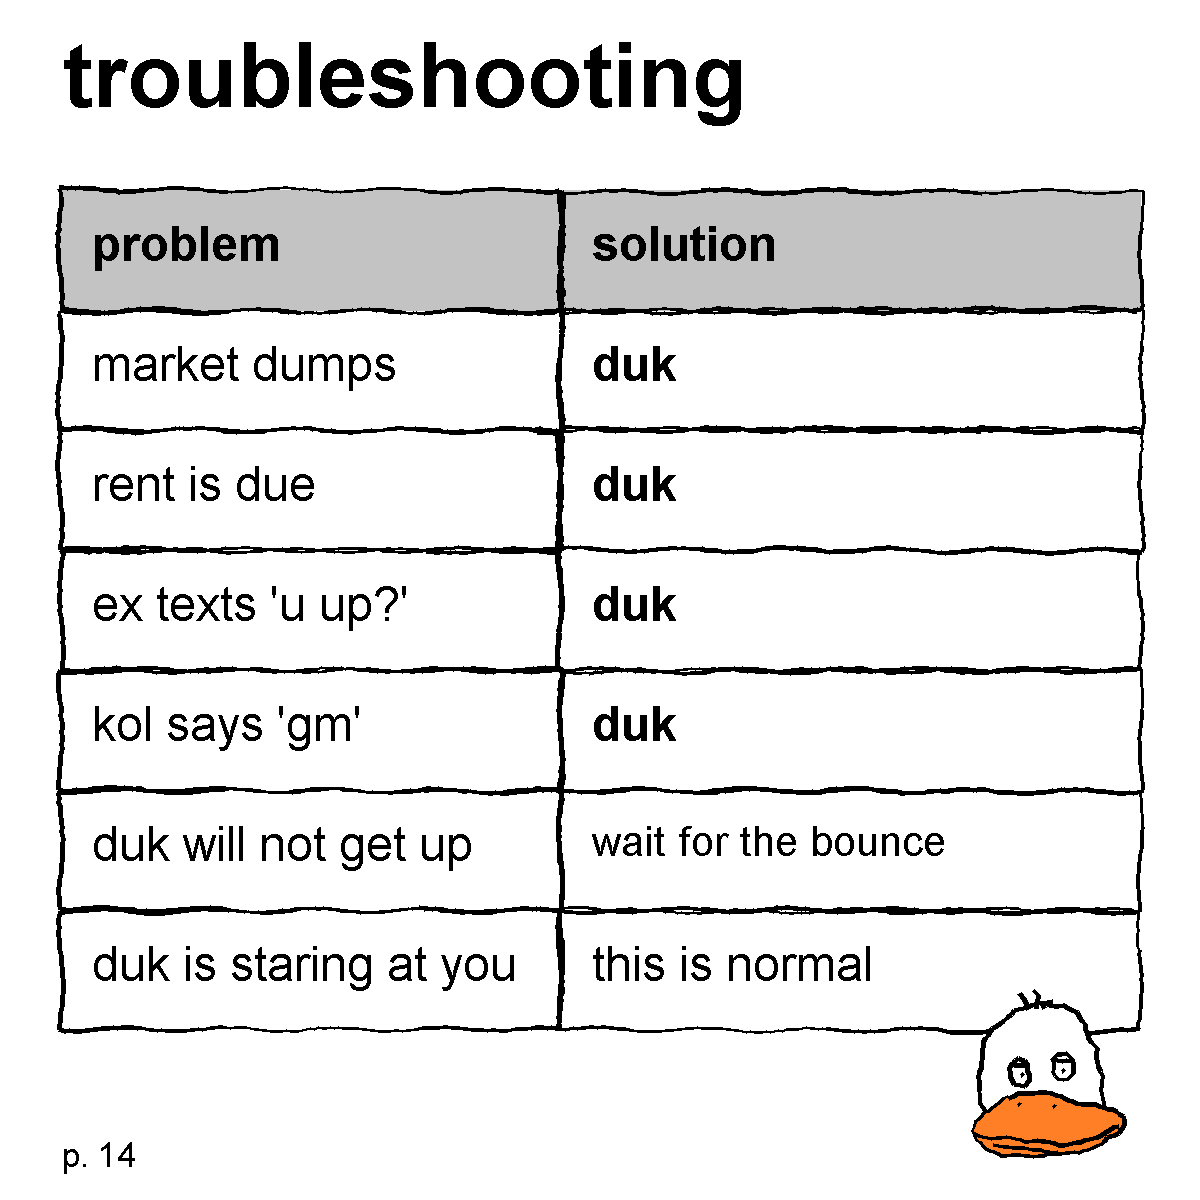 troubleshooting
problem solution
market dumps duk
rent is due duk
ex texts 'u up?' duk
kol says 'gm' duk
duk will not get up wait for the bounce
duk is staring at you this is normal
p. 14